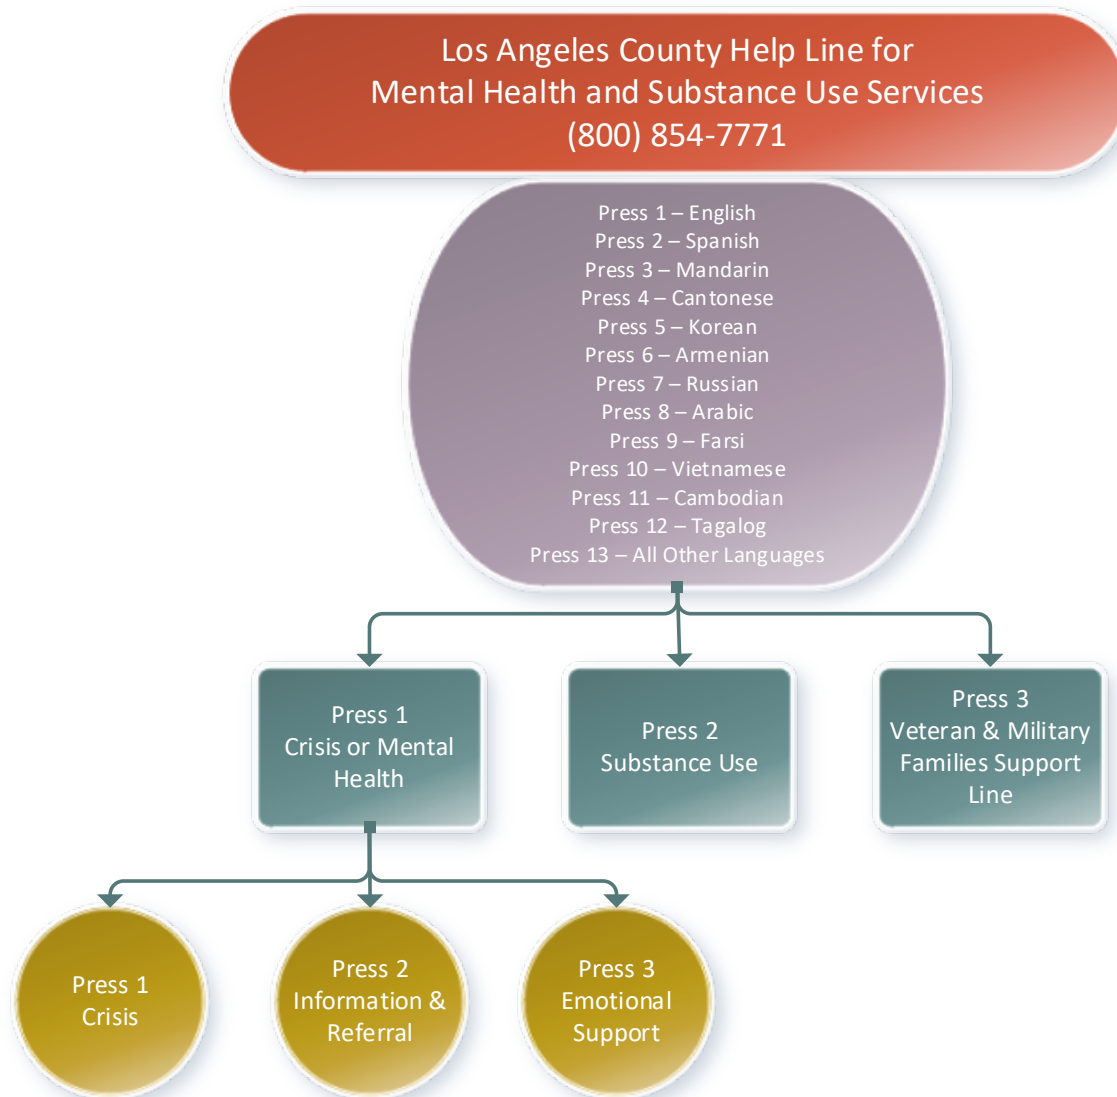 Los Angeles County Help Line for
Mental Health and Substance Use Services
(800) 854-7771
Press 1 – English
Press 2 – Spanish
Press 3 – Mandarin
Press 4 – Cantonese
Press 5 – Korean
Press 6 – Armenian
Press 7 – Russian
Press 8 – Arabic
Press 9 – Farsi
Press 10 – Vietnamese
Press 11 – Cambodian
Press 12 – Tagalog
Press 13 – All Other Languages
Press 1
Crisis or Mental
Health
Press 2
Substance Use
Press 3
Veteran & Military
Families Support
Line
Press 1
Crisis
Press 2
Information &
Referral
Press 3
Emotional
Support